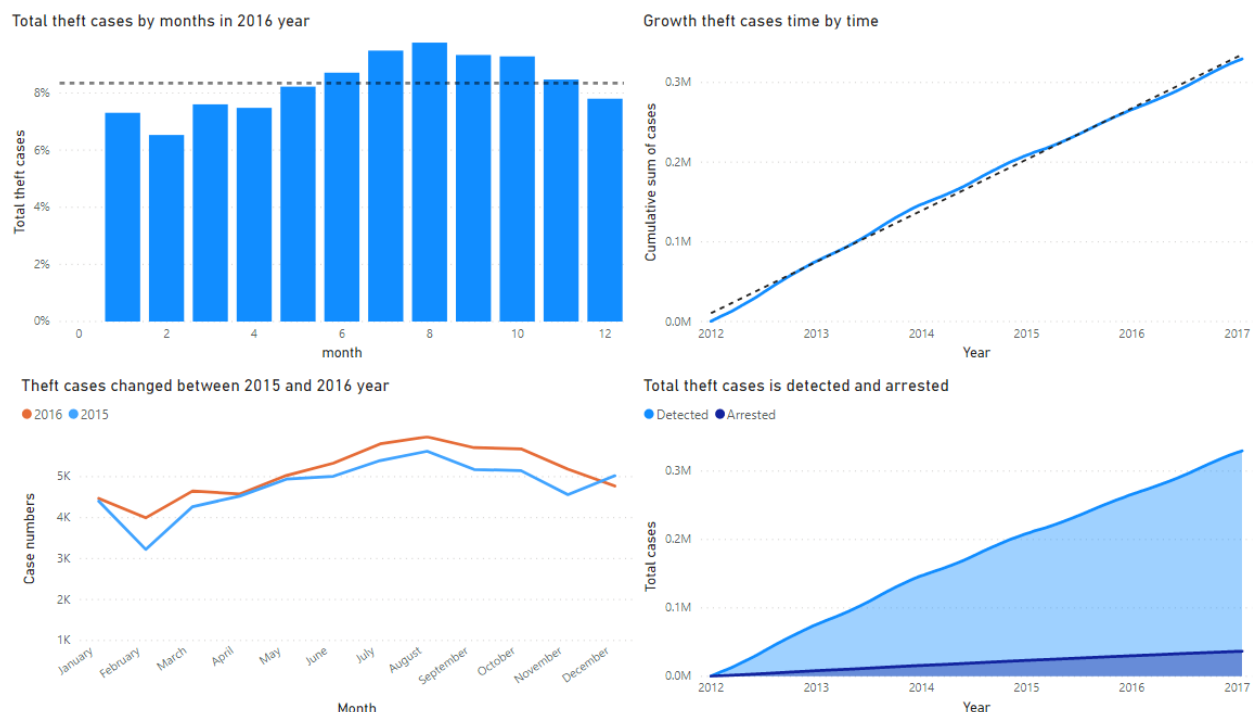 Total theft cases by months in 2016 year
Total theft cases
8%
6%
4%
2%
0%
0 2 4 6 8 10 12
month
Growth theft cases time by time
Cumulative sum of cases
0.3M
0.2M
0.1M
0.0M
2012 2013 2014 2015 2016 2017
Year
Theft cases changed between 2015 and 2016 year
2016 2015
Case numbers
5K
4K
3K
2K
1K
January February March April May June July August September October November December
Month
Total theft cases is detected and arrested
Detected Arrested
Total cases
0.3M
0.2M
0.1M
0.0M
2012 2013 2014 2015 2016 2017
Year